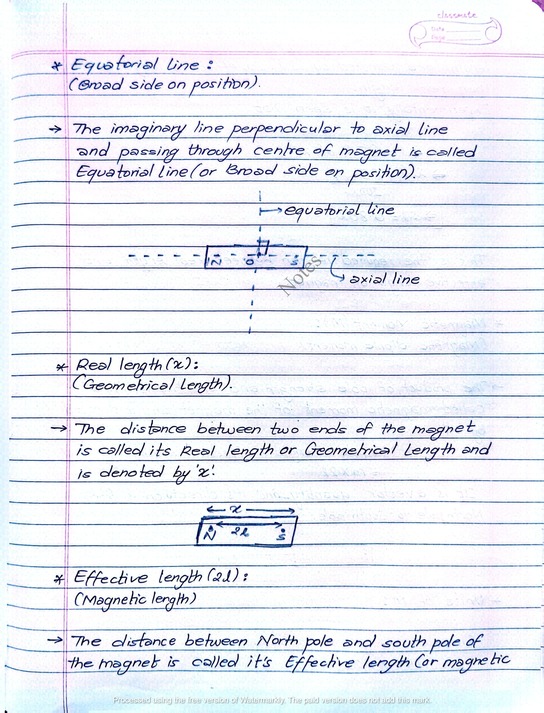 classmate
Date
Page
* Equatorial line :
(Broad side on position).
→ The imaginary line perpendicular to axial line
and passing through centre of magnet is called
Equatorial line (or Broad side on position).
→ equatorial line
N O S
Notes
axial line
* Real length (x) :
(Geometrical length).
→ The distance between two ends of the magnet
is called its Real length or Geometrical Length and
is denoted by 'x'.
x
N 2l S
* Effective length (2l) :
(Magnetic length)
→ The distance between North pole and south pole of
the magnet is called it's Effective length (or magnetic
Processed using the free version of Watermarkly. The paid version does not add this mark.